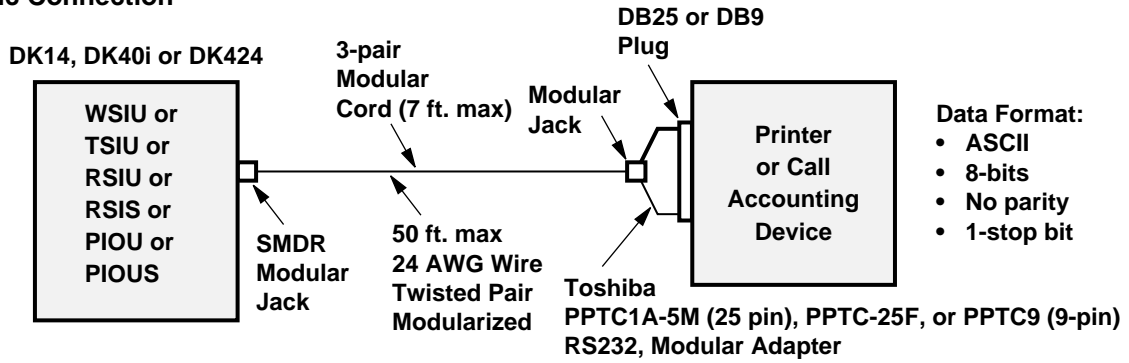 Connection
DK14, DK40i or DK424
WSIU or
TSIU or
RSIU or
RSIS or
PIOU or
PIOUS
SMDR
Modular
Jack
3-pair
Modular
Cord (7 ft. max)
50 ft. max
24 AWG Wire
Twisted Pair
Modularized
Modular
Jack
DB25 or DB9
Plug
Toshiba
PPTC1A-5M (25 pin), PPTC-25F, or PPTC9 (9-pin)
RS232, Modular Adapter
Printer
or Call
Accounting
Device
Data Format:
• ASCII
• 8-bits
• No parity
• 1-stop bit